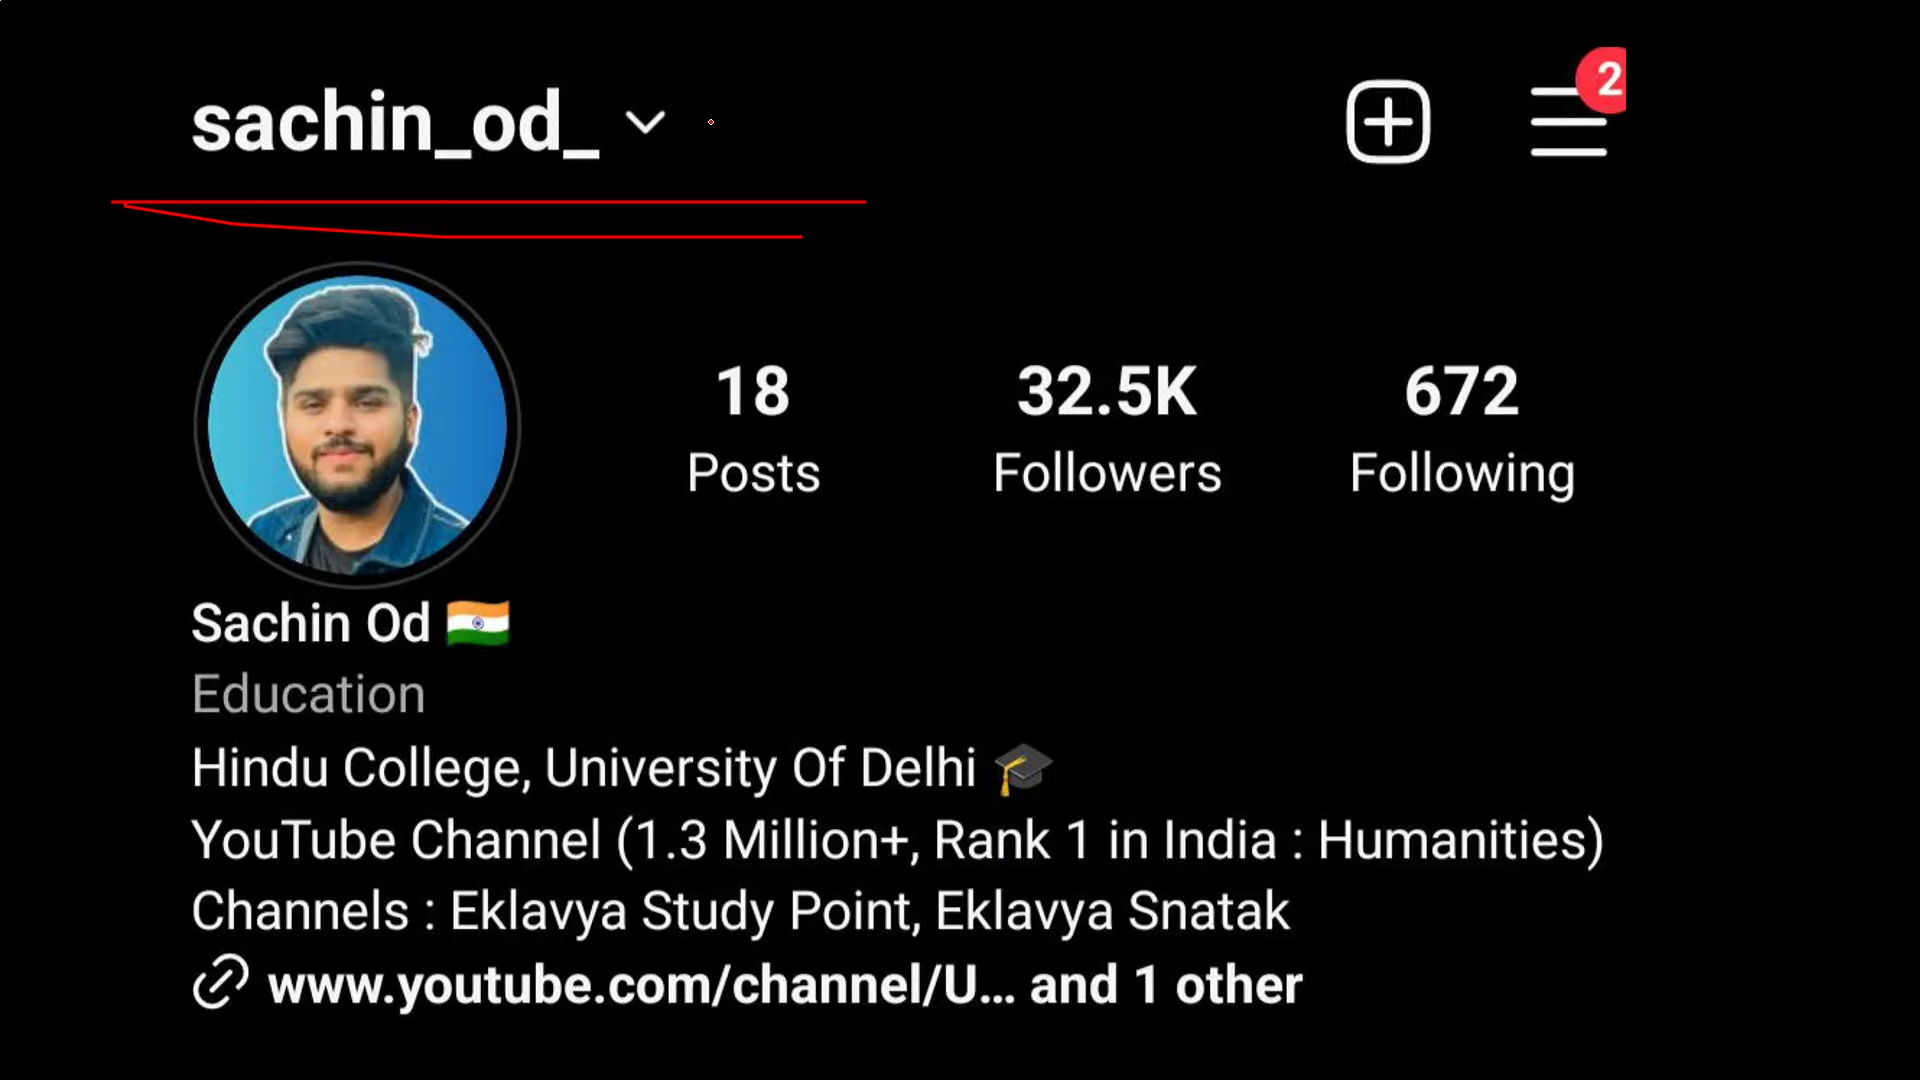 sachin_od_
2
18 32.5K 672
Posts Followers Following
Sachin Od 🇮🇳
Education
Hindu College, University Of Delhi 🎓
YouTube Channel (1.3 Million+, Rank 1 in India : Humanities)
Channels : Eklavya Study Point, Eklavya Snatak
www.youtube.com/channel/U... and 1 other